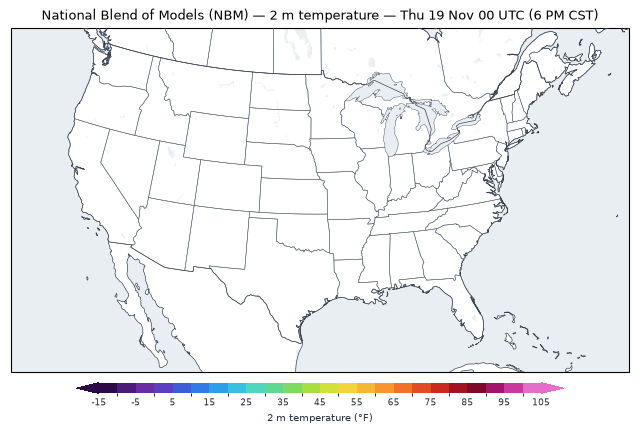 National Blend of Models (NBM) — 2 m temperature — Thu 19 Nov 00 UTC (6 PM CST)
-15 -5 5 15 25 35 45 55 65 75 85 95 105
2 m temperature (°F)